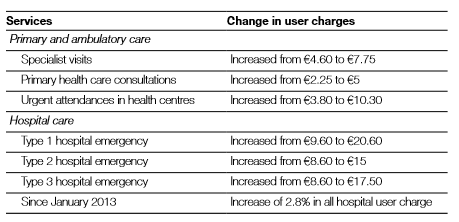 Services Change in user charges
Primary and ambulatory care
Specialist visits Increased from €4.60 to €7.75
Primary health care consultations Increased from €2.25 to €5
Urgent attendances in health centres Increased from €3.80 to €10.30
Hospital care
Type 1 hospital emergency Increased from €9.60 to €20.60
Type 2 hospital emergency Increased from €8.60 to €15
Type 3 hospital emergency Increased from €8.60 to €17.50
Since January 2013 Increase of 2.8% in all hospital user charge